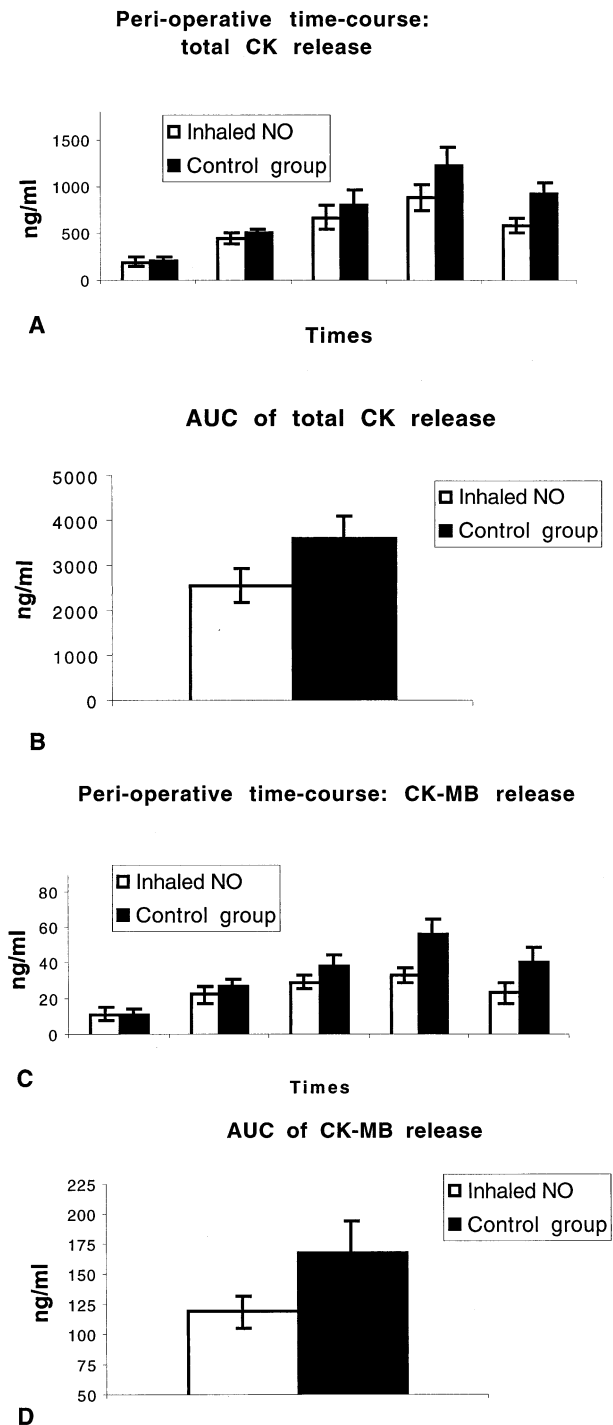 Peri-operative time-course:
total CK release
Inhaled NO
Control group
1500
1000
500
0
ng/ml
A
Times
AUC of total CK release
Inhaled NO
Control group
5000
4000
3000
2000
1000
0
ng/ml
B
Peri-operative time-course: CK-MB release
Inhaled NO
Control group
80
60
40
20
0
ng/ml
C
Times
AUC of CK-MB release
Inhaled NO
Control group
225
200
175
150
125
100
75
50
ng/ml
D